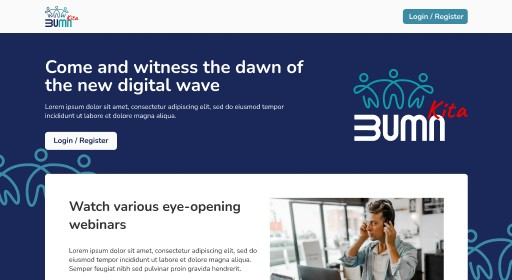 Kita
BUMN
Login / Register
Come and witness the dawn of
the new digital wave
Lorem ipsum dolor sit amet, consectetur adipiscing elit, sed do eiusmod tempor
incididunt ut labore et dolore magna aliqua.
Login / Register
Kita
BUMN
Watch various eye-opening
webinars
Lorem ipsum dolor sit amet, consectetur adipiscing elit, sed do
eiusmod tempor incididunt ut labore et dolore magna aliqua.
Semper feugiat nibh sed pulvinar proin gravida hendrerit.